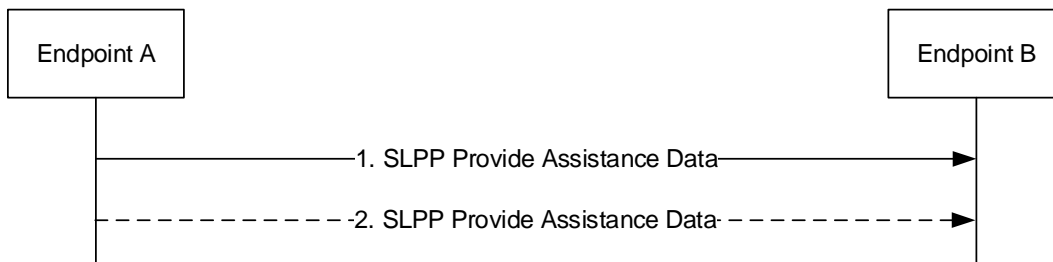 Endpoint A
Endpoint B
1. SLPP Provide Assistance Data
2. SLPP Provide Assistance Data